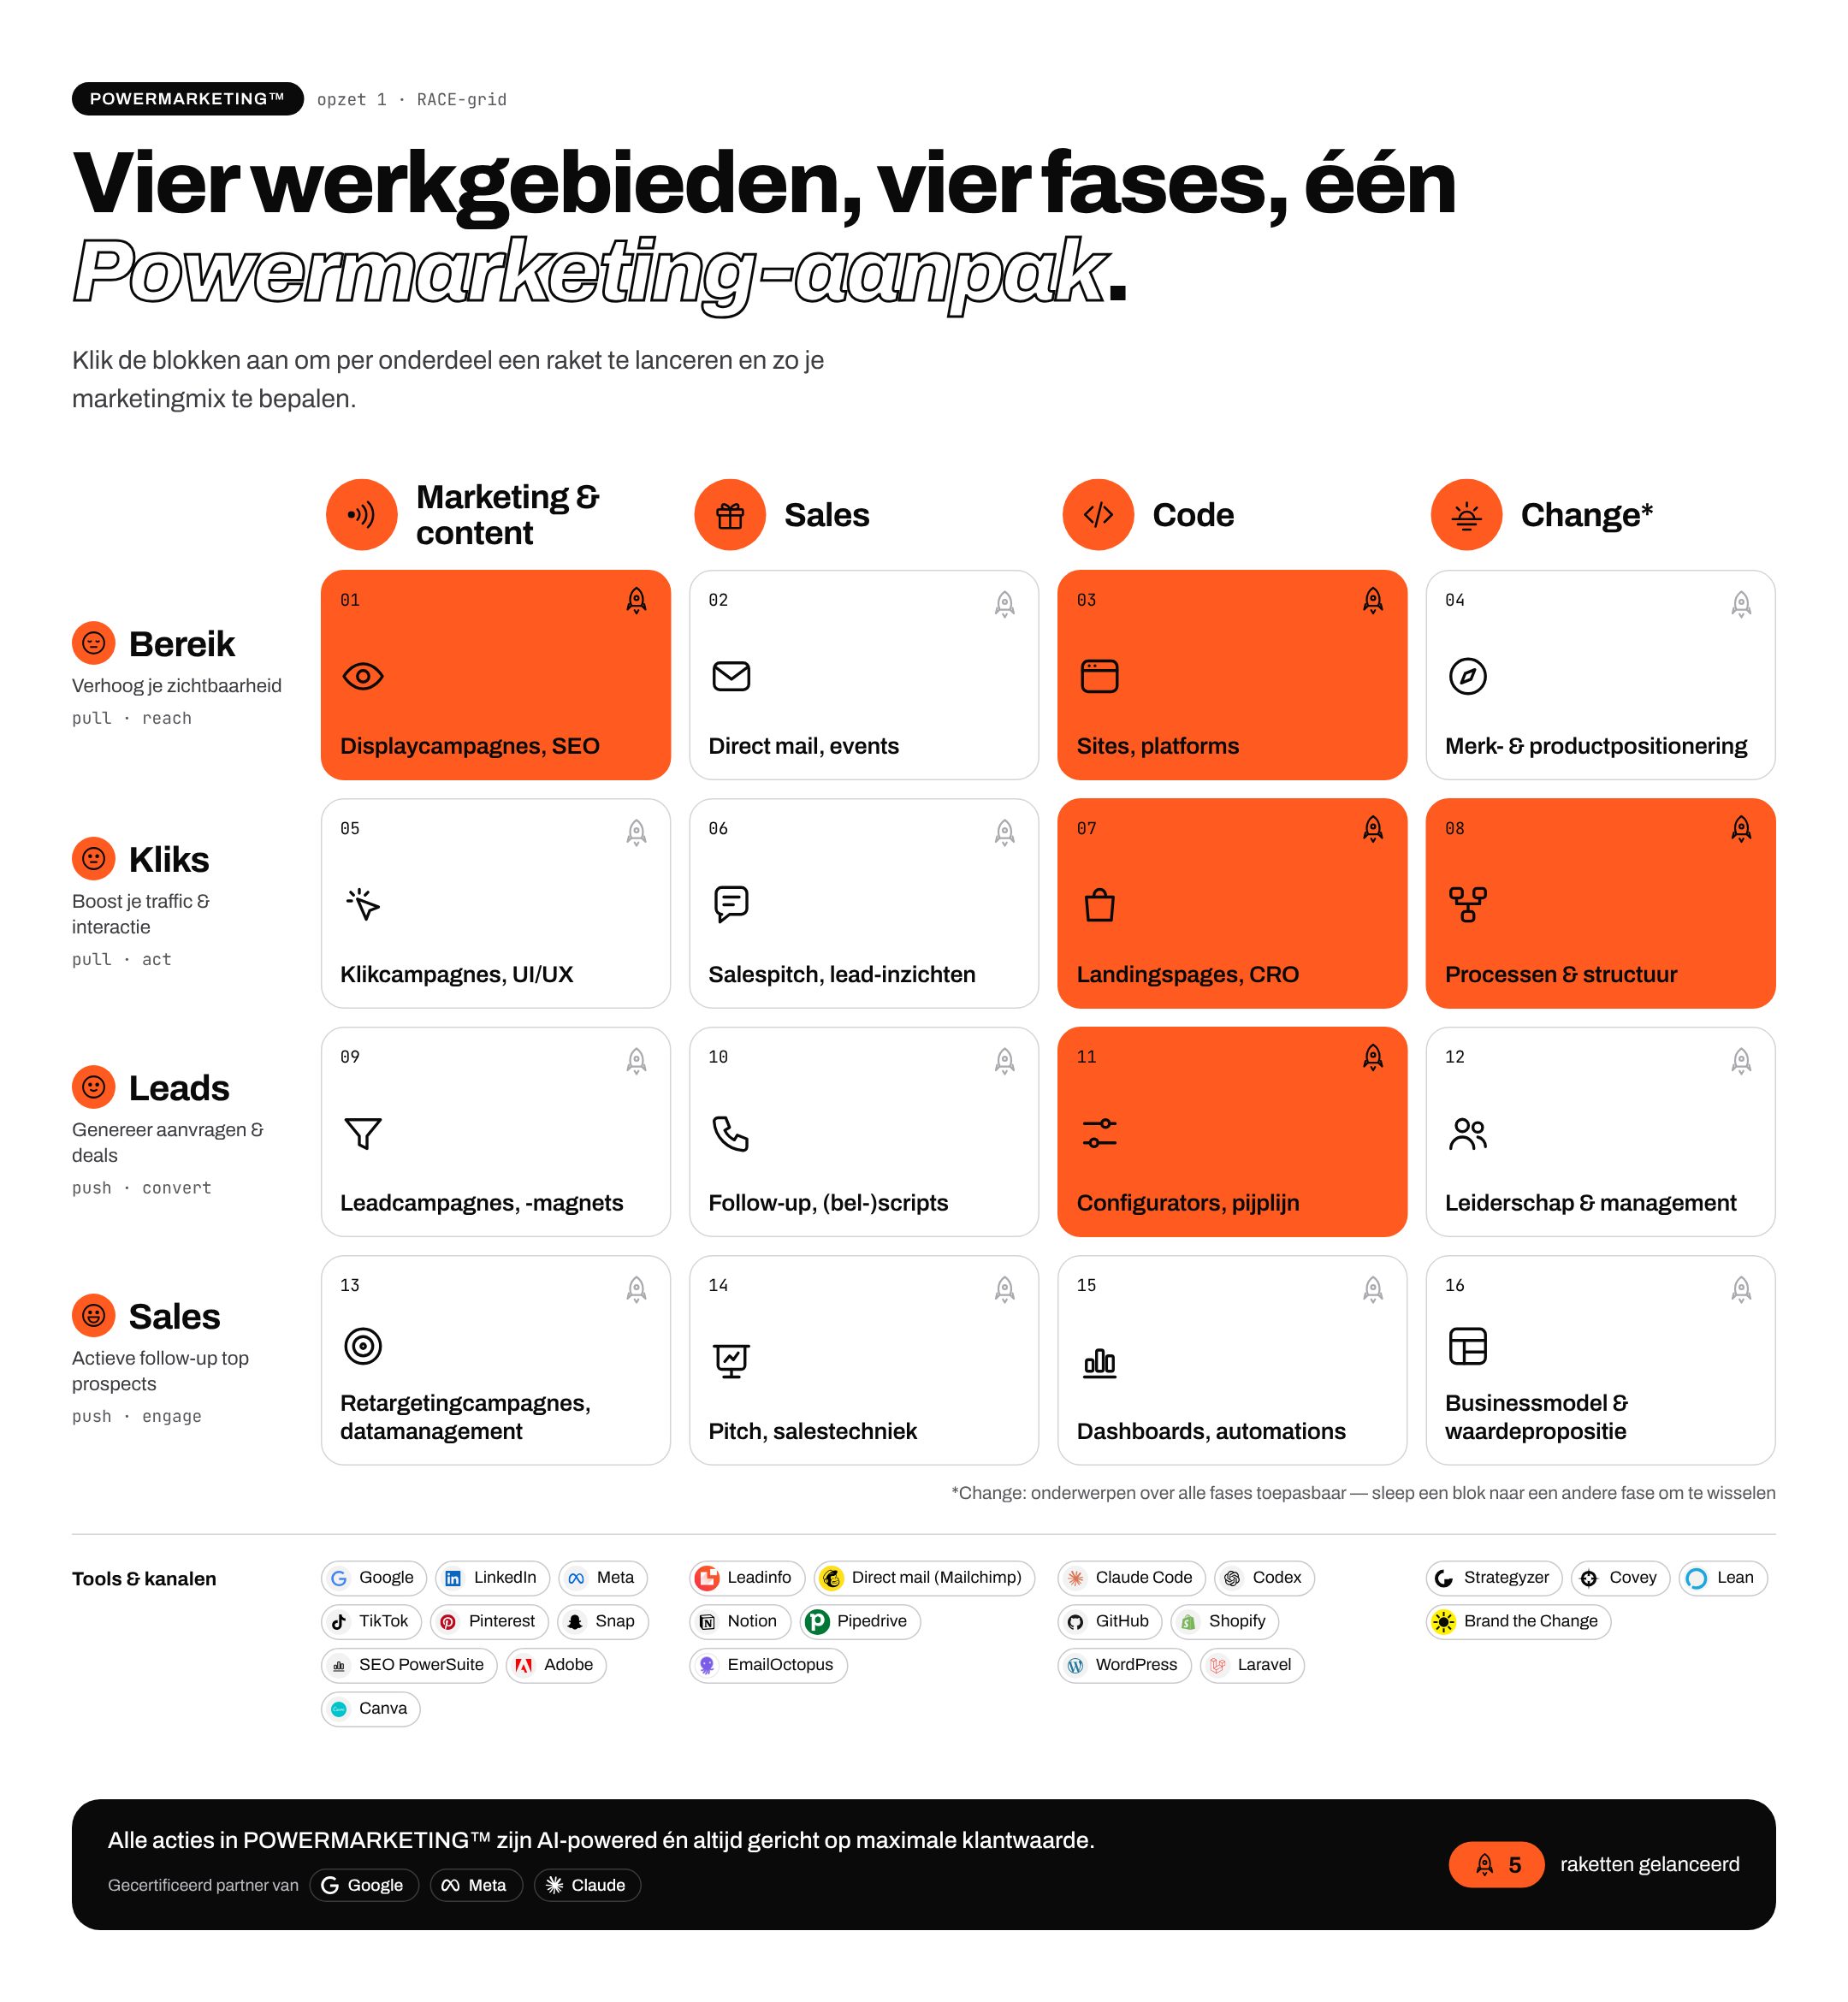 POWERMARKETING™ opzet 1 · RACE-grid
Vier werkgebieden, vier fases, één
Powermarketing-aanpak.
Klik de blokken aan om per onderdeel een raket te lanceren en zo je
marketingmix te bepalen.
Marketing &
content
Sales
Code
Change*
Bereik
Verhoog je zichtbaarheid
pull · reach
01
Displaycampagnes, SEO
02
Direct mail, events
03
Sites, platforms
04
Merk- & productpositionering
Kliks
Boost je traffic &
interactie
pull · act
05
Klikcampagnes, UI/UX
06
Salespitch, lead-inzichten
07
Landingspages, CRO
08
Processen & structuur
Leads
Genereer aanvragen &
deals
push · convert
09
Leadcampagnes, -magnets
10
Follow-up, (bel-)scripts
11
Configurators, pijplijn
12
Leiderschap & management
Sales
Actieve follow-up top
prospects
push · engage
13
Retargetingcampagnes,
datamanagement
14
Pitch, salestechniek
15
Dashboards, automations
16
Businessmodel &
waardepropositie
*Change: onderwerpen over alle fases toepasbaar — sleep een blok naar een andere fase om te wisselen
Tools & kanalen
Google LinkedIn Meta
TikTok Pinterest Snap
SEO PowerSuite Adobe
Canva
Leadinfo Direct mail (Mailchimp)
Notion Pipedrive
EmailOctopus
Claude Code Codex
GitHub Shopify
WordPress Laravel
Strategyzer Covey Lean
Brand the Change
Alle acties in POWERMARKETING™ zijn AI-powered én altijd gericht op maximale klantwaarde.
Gecertificeerd partner van Google Meta Claude
5 raketten gelanceerd